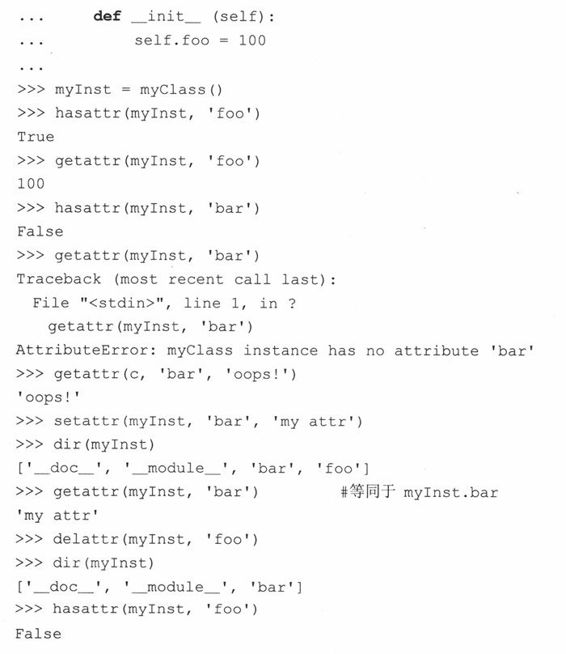 ...     def __init__ (self):
...         self.foo = 100
...
>>> myInst = myClass()
>>> hasattr(myInst, 'foo')
True
>>> getattr(myInst, 'foo')
100
>>> hasattr(myInst, 'bar')
False
>>> getattr(myInst, 'bar')
Traceback (most recent call last):
  File "<stdin>", line 1, in ?
    getattr(myInst, 'bar')
AttributeError: myClass instance has no attribute 'bar'
>>> getattr(c, 'bar', 'oops!')
'oops!'
>>> setattr(myInst, 'bar', 'my attr')
>>> dir(myInst)
['__doc__', '__module__', 'bar', 'foo']
>>> getattr(myInst, 'bar')        #等同于 myInst.bar
'my attr'
>>> delattr(myInst, 'foo')
>>> dir(myInst)
['__doc__', '__module__', 'bar']
>>> hasattr(myInst, 'foo')
False